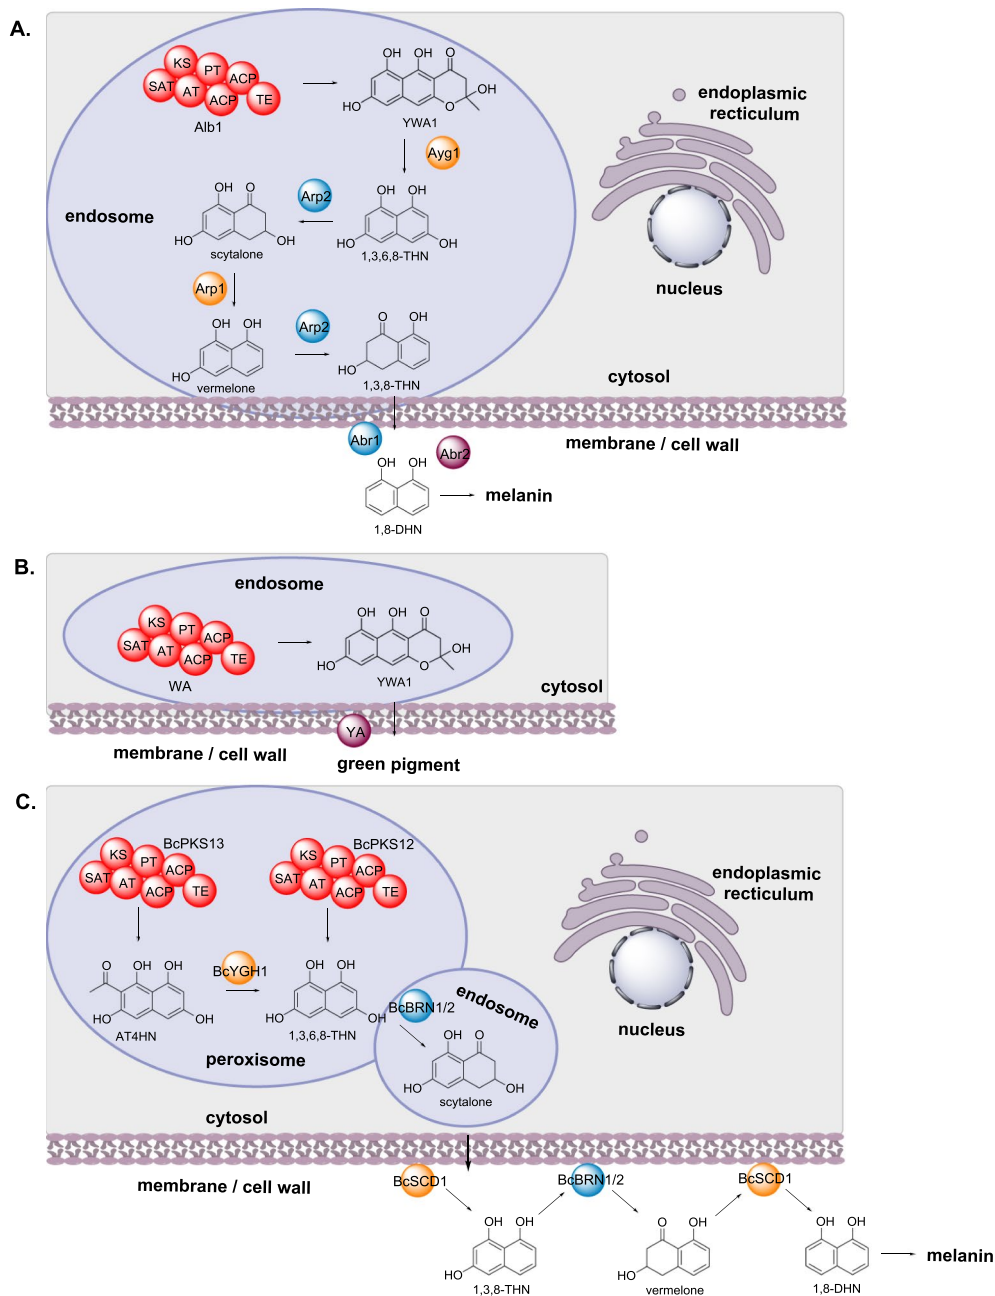 A.
KS
PT
ACP
SAT
AT
ACP
TE
Alb1
OH OH O
HO
O
OH
YWA1
Ayg1
endoplasmic
recticulum
endosome
OH O
HO
OH
scytalone
Arp2
OH OH
HO
OH
1,3,6,8-THN
nucleus
Arp1
OH OH
HO
vermelone
Arp2
O OH
HO
1,3,8-THN
cytosol
membrane / cell wall
Abr1
Abr2
OH OH
1,8-DHN
melanin
B.
endosome
KS
PT
ACP
SAT
AT
ACP
TE
WA
OH OH O
HO
O
OH
YWA1
cytosol
YA
membrane / cell wall
green pigment
C.
BcPKS13
KS
PT
ACP
SAT
AT
ACP
TE
BcPKS12
KS
PT
ACP
SAT
AT
ACP
TE
endoplasmic
recticulum
O OH OH
HO
OH
AT4HN
BcYGH1
OH OH
HO
OH
1,3,6,8-THN
peroxisome
BcBRN1/2
endosome
OH O
HO
OH
scytalone
nucleus
cytosol
membrane / cell wall
BcSCD1
BcBRN1/2
BcSCD1
OH OH
HO
1,3,8-THN
O OH
HO
vermelone
OH OH
1,8-DHN
melanin